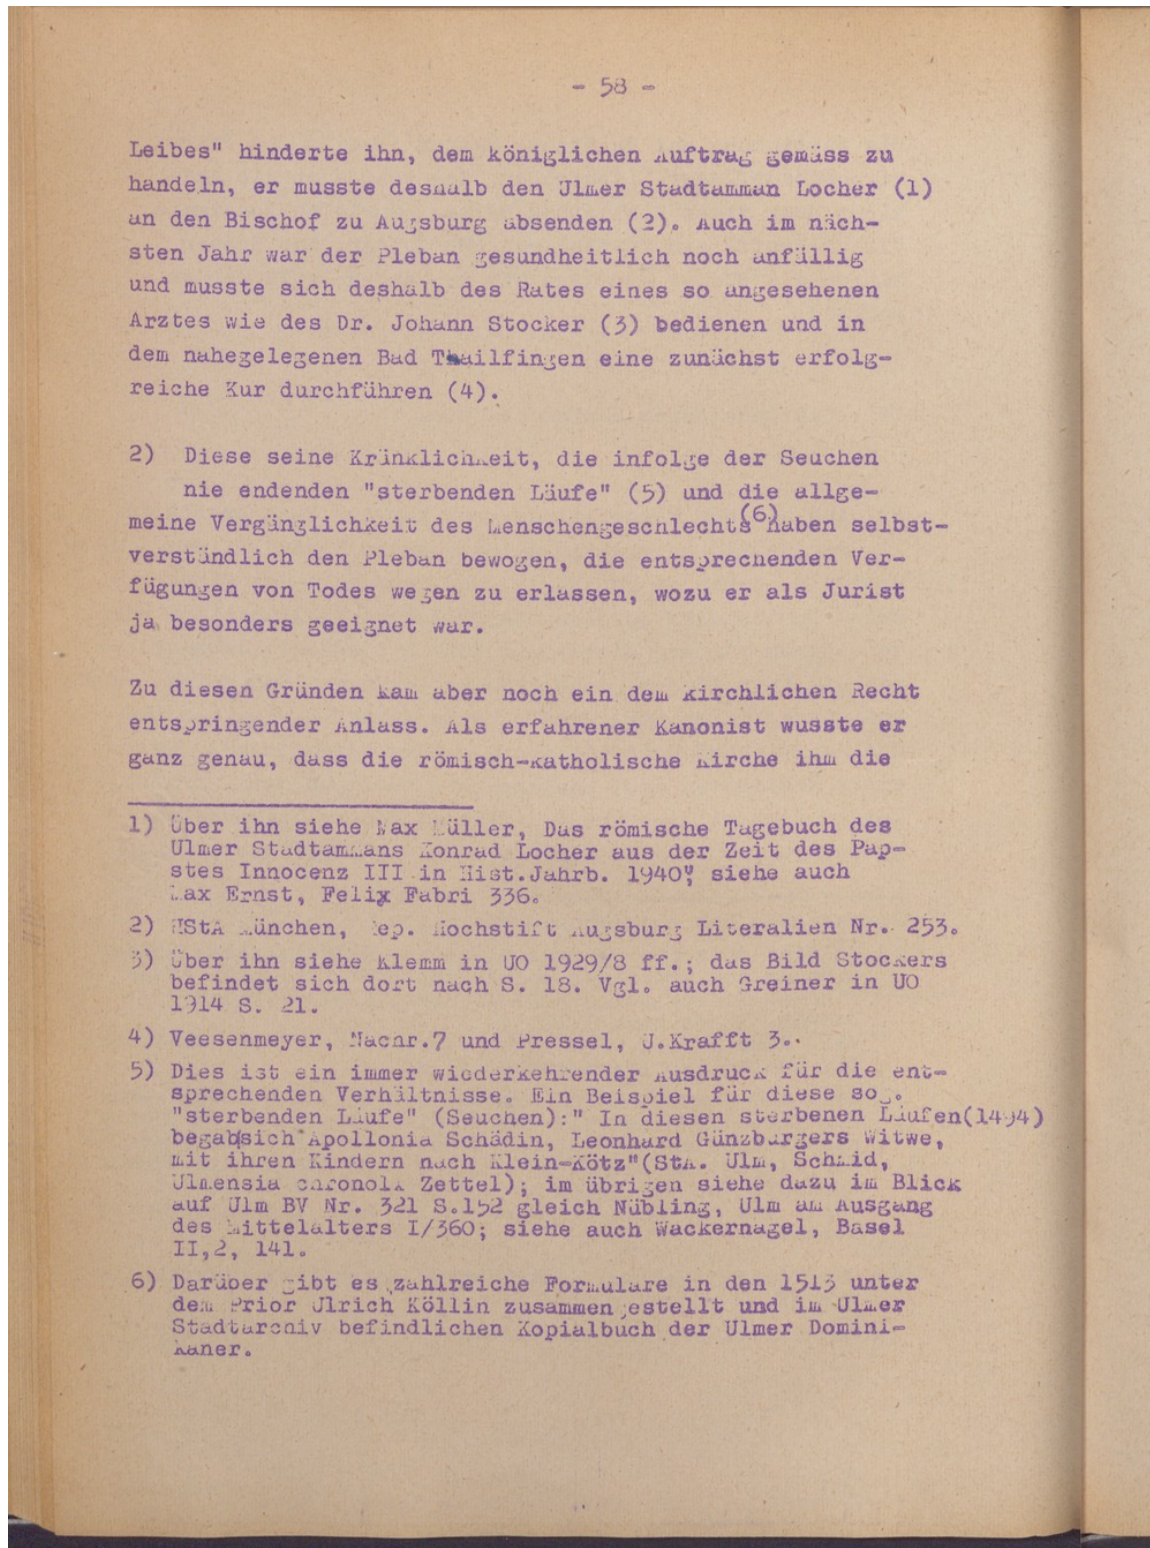 - 58 -
Leibes" hinderte ihn, dem königlichen Auftrag gemäss zu
handeln, er musste deshalb den Ulmer Stadtamman Locher (1)
an den Bischof zu Augsburg absenden (2). Auch im näch-
sten Jahr war der Pleban gesundheitlich noch anfällig
und musste sich deshalb des Rates eines so angesehenen
Arztes wie des Dr. Johann Stocker (3) bedienen und in
dem nahegelegenen Bad Thailfingen eine zunächst erfolg-
reiche Kur durchführen (4).
2) Diese seine Kränklichkeit, die infolge der Seuchen
nie endenden "sterbenden Läufe" (5) und die allge-
meine Vergänglichkeit des Menschengeschlechts (6) haben selbst-
verständlich den Pleban bewogen, die entsprechenden Ver-
fügungen von Todes wegen zu erlassen, wozu er als Jurist
ja besonders geeignet war.
Zu diesen Gründen kam aber noch ein dem kirchlichen Recht
entspringender Anlass. Als erfahrener Kanonist wusste er
ganz genau, dass die römisch-katholische Kirche ihm die
1) Über ihn siehe Max Müller, Das römische Tagebuch des
Ulmer Stadtammans Konrad Locher aus der Zeit des Pap-
stes Innocenz III in Hist.Jahrb. 1940; siehe auch
Max Ernst, Felix Fabri 336.
2) HStA München, Rep. Hochstift Augsburg Literalien Nr. 253.
3) Über ihn siehe Klemm in UO 1929/8 ff.; das Bild Stockers
befindet sich dort nach S. 18. Vgl. auch Greiner in UO
1914 S. 21.
4) Veesenmeyer, Nachr.7 und Pressel, U.Krafft 3.
5) Dies ist ein immer wiederkehrender Ausdruck für die ent-
sprechenden Verhältnisse. Ein Beispiel für diese sog.
"sterbenden Läufe" (Seuchen):" In diesen sterbenen Läufen(1494)
begab sich Apollonia Schädin, Leonhard Günzburgers Witwe,
mit ihren Kindern nach Klein-Kötz"(StA. Ulm, Schmid,
Ulmensia chronol. Zettel); im übrigen siehe dazu im Blick
auf Ulm BV Nr. 321 S.152 gleich Nübling, Ulm am Ausgang
des Mittelalters I/360; siehe auch Wackernagel, Basel
II,2, 141.
6) Darüber gibt es zahlreiche Formulare in den 1513 unter
dem Prior Ulrich Köllin zusammengestellt und im Ulmer
Stadtarchiv befindlichen Kopialbuch der Ulmer Domini-
kaner.